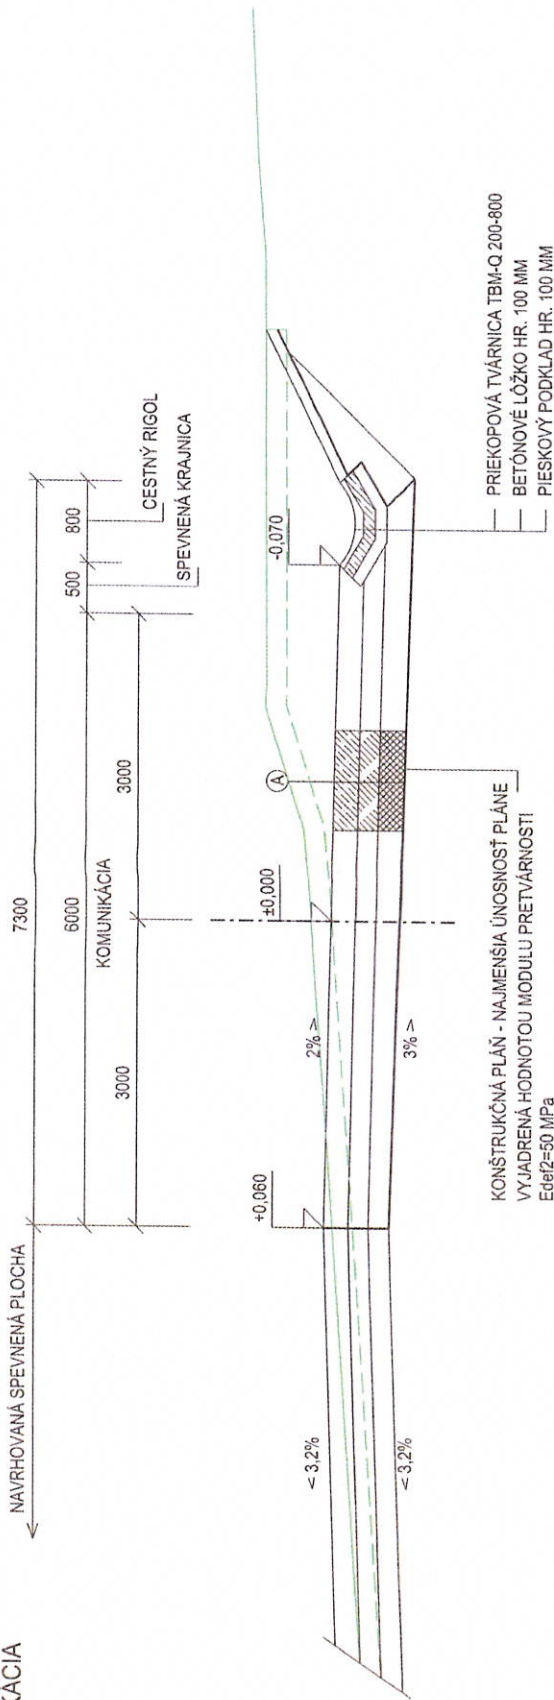 KÁCIA
NAVRHOVANÁ SPEVNENÁ PLOCHA
7300
6000
500
800
KOMUNIKÁCIA
CESTNÝ RIGOL
3000
3000
SPEVNENÁ KRAJNICA
+0,060
±0,000
-0,070
A
< 3,2%
2% >
< 3,2%
3% >
KONŠTRUKČNÁ PLÁŇ - NAJMENŠIA ÚNOSNOSŤ PLÁNE
VYJADRENÁ HODNOTOU MODULU PRETVÁRNOSTI
Edef2=50 MPa
PRIEKOPOVÁ TVÁRNICA TBM-Q 200-800
BETÓNOVÉ LÔŽKO HR. 100 MM
PIESKOVÝ PODKLAD HR. 100 MM